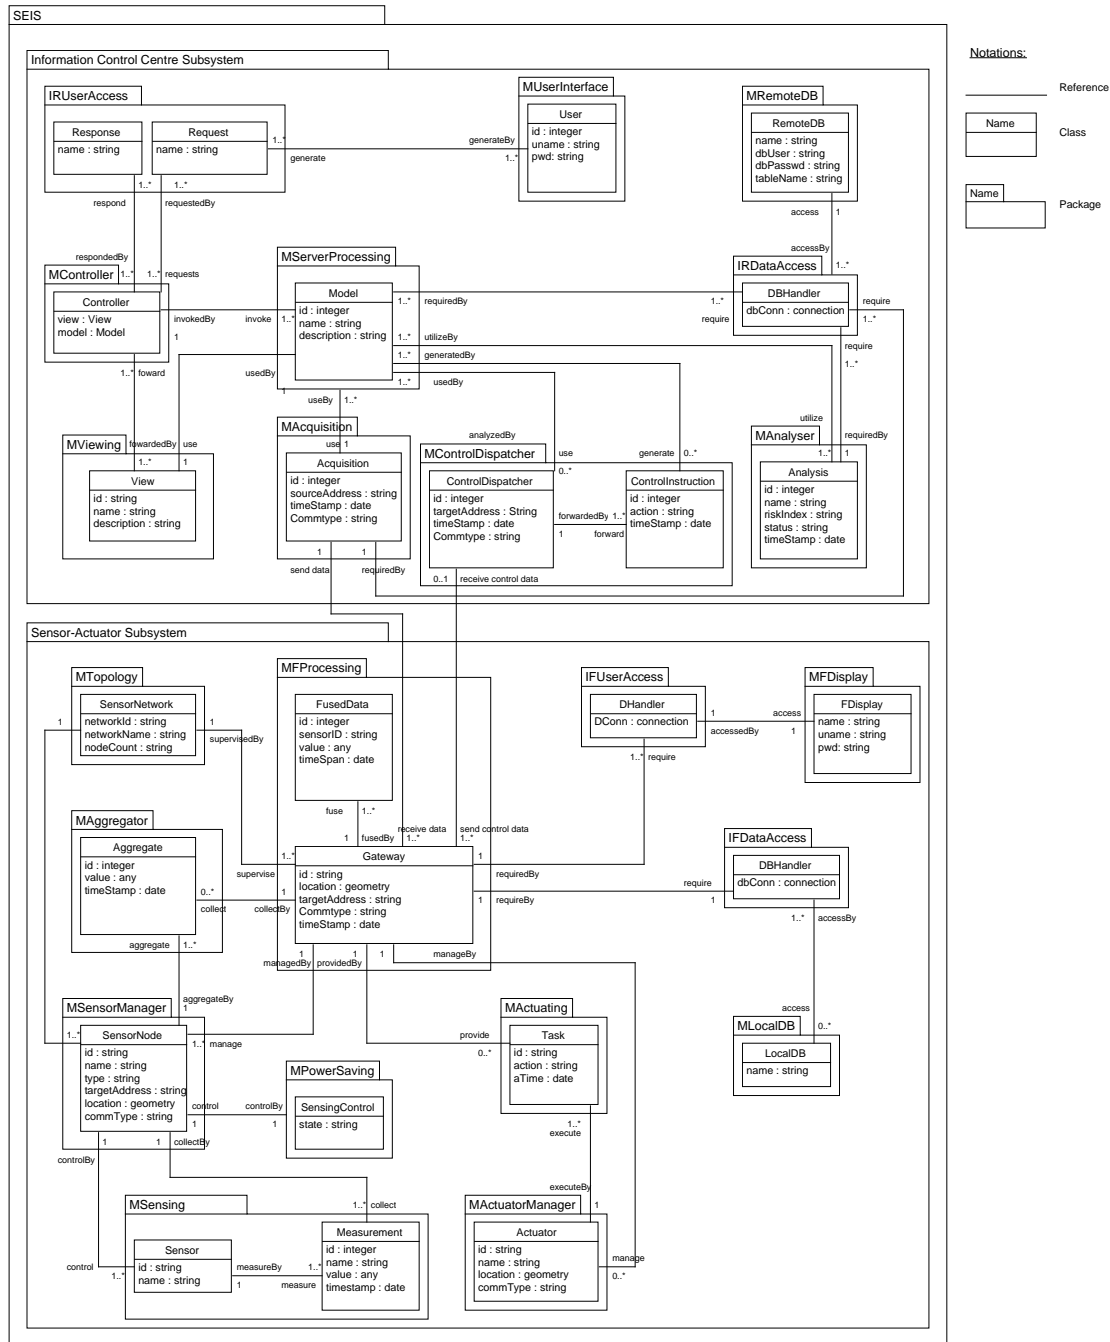 SEIS
Notations:
Reference
Name
Class
Name
Package
Information Control Centre Subsystem
IRUserAccess
Response
name : string
Request
name : string
1..*
generate
MUserInterface
User
id : integer
uname : string
pwd: string
generateBy
1..*
MRemoteDB
RemoteDB
name : string
dbUser : string
dbPasswd : string
tableName : string
1..*
1..*
respond
requestedBy
access
1
respondedBy
1..*
1..*
requests
accessBy
1..*
MController
Controller
view : View
model : Model
invokedBy
1
invoke
1..*
1..*
foward
MServerProcessing
Model
id : integer
name : string
description : string
1..*
requiredBy
1..*
utilizeBy
1..*
generatedBy
1..*
usedBy
usedBy
1
useBy
1..*
IRDataAccess
DBHandler
dbConn : connection
1..*
require
require
1..*
require
1..*
MViewing
fowardedBy
use
1..*
1
View
id : string
name : string
description : string
MAcquisition
use
1
Acquisition
id : integer
sourceAddress : string
timeStamp : date
Commtype : string
1
1
send data
requiredBy
analyzedBy
MControlDispatcher
use
0..*
generate
0..*
ControlDispatcher
id : integer
targetAddress : String
timeStamp : date
Commtype : string
forwardedBy
1..*
1
forward
ControlInstruction
id : integer
action : string
timeStamp : date
0..1
receive control data
utilize
MAnalyser
requiredBy
1..*
1
Analysis
id : integer
name : string
riskIndex : string
status : string
timeStamp : date
Sensor-Actuator Subsystem
MTopology
SensorNetwork
networkId : string
networkName : string
nodeCount : string
1
1
supervisedBy
MFProcessing
FusedData
id : integer
sensorID : string
value : any
timeSpan : date
fuse
1..*
1
fusedBy
receive data
1..*
send control data
1..*
IFUserAccess
DHandler
DConn : connection
1
accessedBy
1..*
require
access
1
MFDisplay
FDisplay
name : string
uname : string
pwd: string
MAggregator
Aggregate
id : integer
value : any
timeStamp : date
0..*
collect
1..*
supervise
1
collectBy
aggregate
1..*
Gateway
id : string
location : geometry
targetAddress : string
Commtype : string
timeStamp : date
1
requiredBy
1
requireBy
1
1
1
managedBy
providedBy
manageBy
IFDataAccess
DBHandler
dbConn : connection
require
1
1..*
accessBy
MSensorManager
aggregateBy
1
1..*
SensorNode
id : string
name : string
type : string
targetAddress : string
location : geometry
commType : string
1..*
manage
control
1
controlBy
1
1
1
collectBy
controlBy
MPowerSaving
SensingControl
state : string
MActuating
provide
0..*
Task
id : string
action : string
aTime : date
1..*
execute
access
0..*
MLocalDB
LocalDB
name : string
MSensing
1..*
collect
control
1..*
Sensor
id : string
name : string
measureBy
1
1..*
measure
Measurement
id : integer
name : string
value : any
timestamp : date
MActuatorManager
executeBy
1
Actuator
id : string
name : string
location : geometry
commType : string
manage
0..*